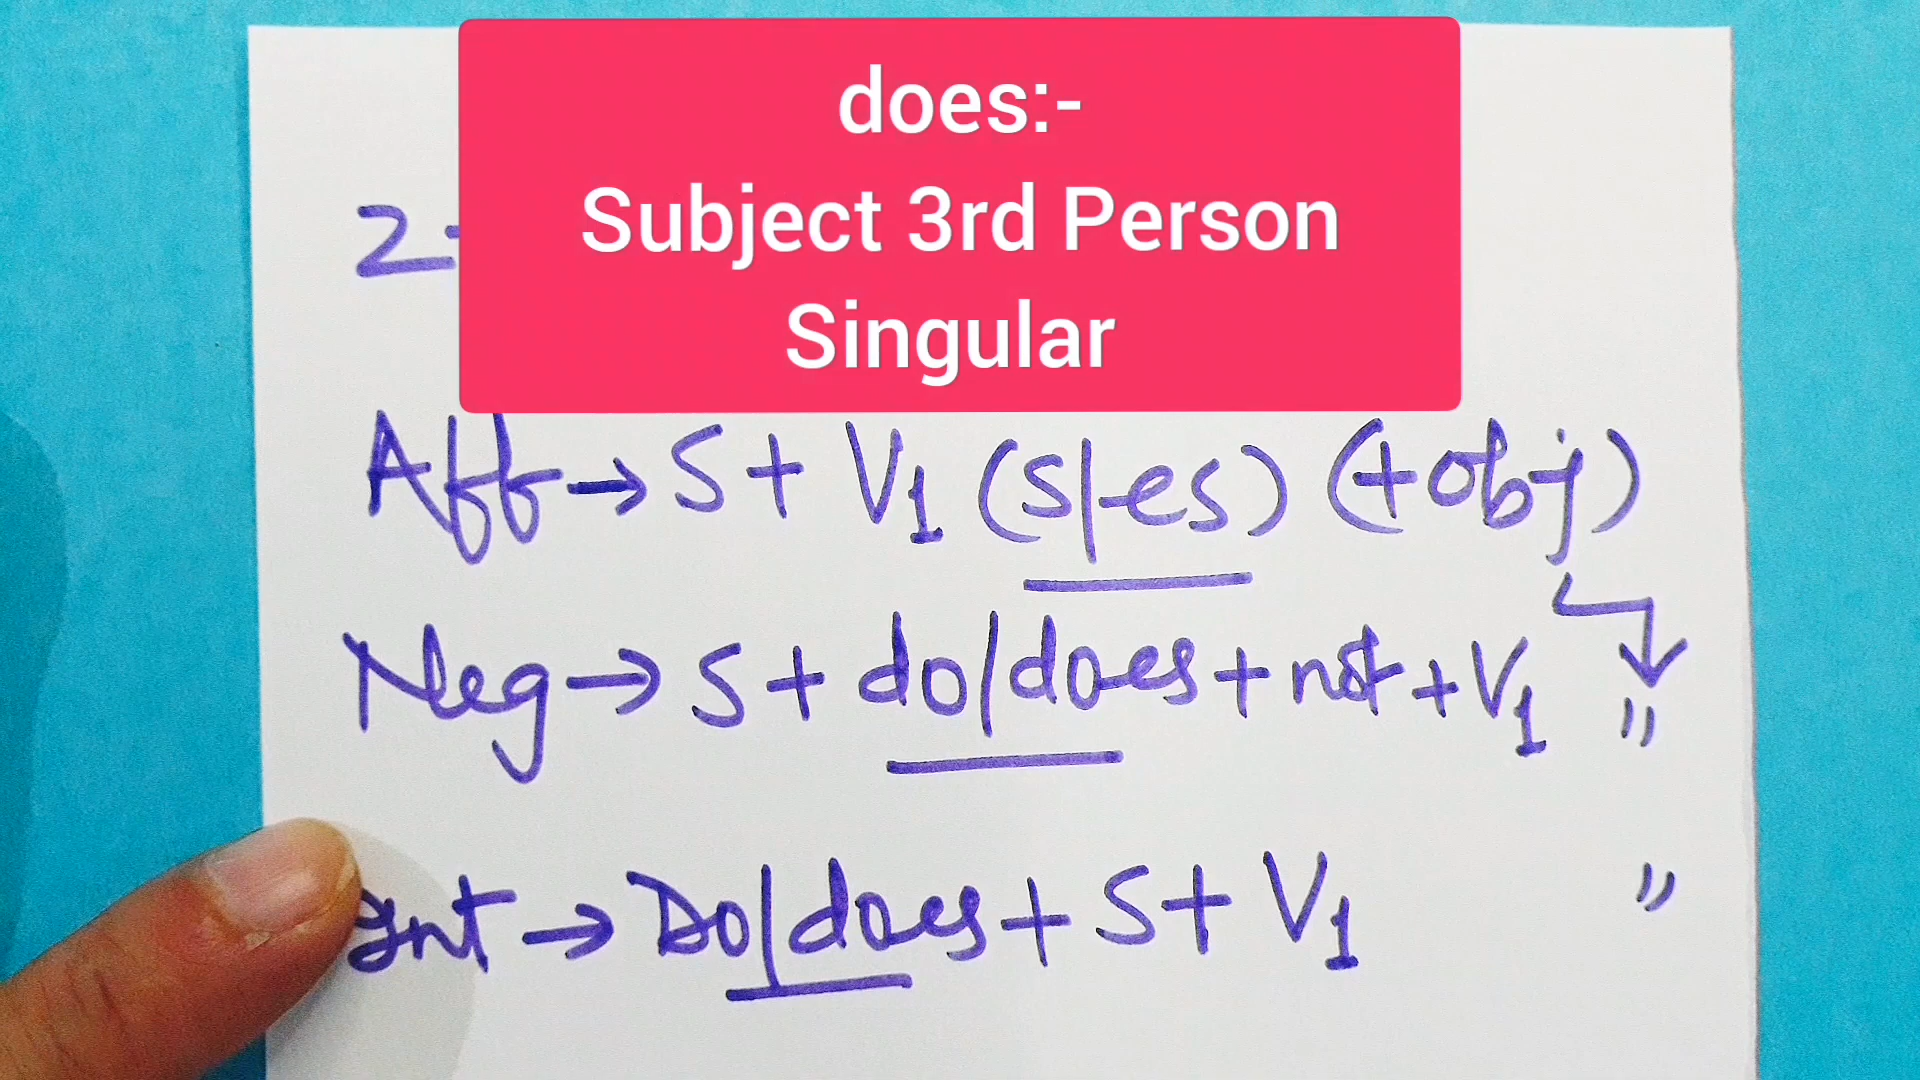 does:-
Subject 3rd Person
Singular
2.
Aff → S + V1 (s/-es) (+obj)
Neg → S + do/does + not + V1 "
Int → Do/does + S + V1 "